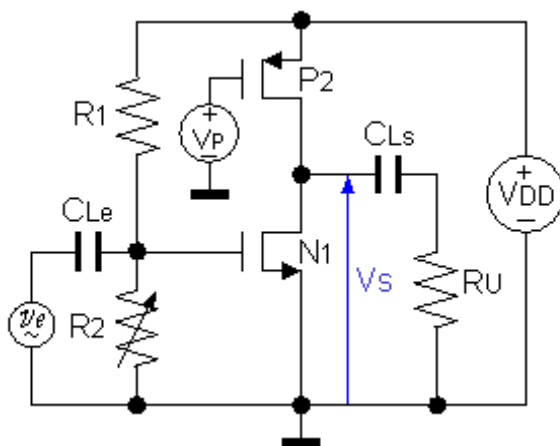 P2
R1
+
VP
–
CLs
+
VDD
–
CLe
N1
VS
RU
ve
~
R2